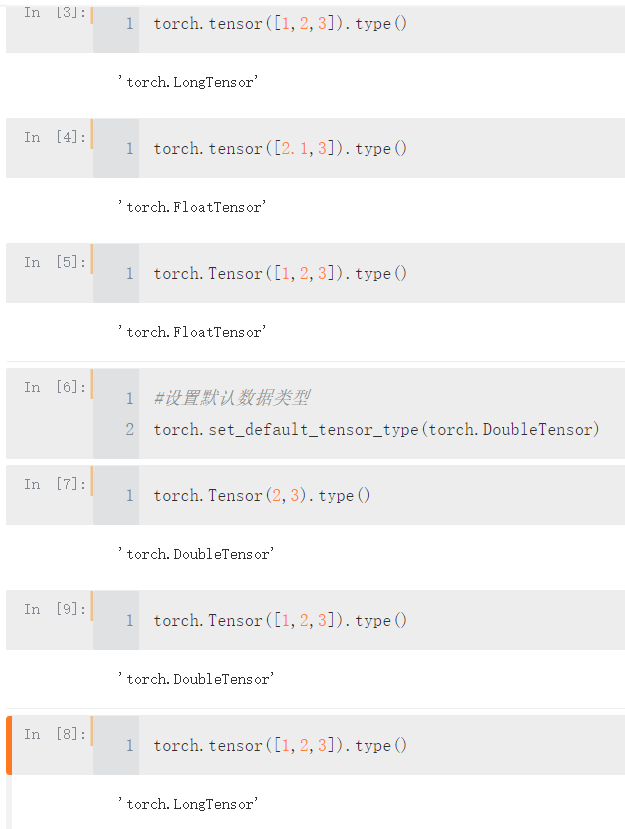 In [3]:
1 torch.tensor([1,2,3]).type()
'torch.LongTensor'
In [4]:
1 torch.tensor([2.1,3]).type()
'torch.FloatTensor'
In [5]:
1 torch.Tensor([1,2,3]).type()
'torch.FloatTensor'
In [6]:
1 #设置默认数据类型
2 torch.set_default_tensor_type(torch.DoubleTensor)
In [7]:
1 torch.Tensor(2,3).type()
'torch.DoubleTensor'
In [9]:
1 torch.Tensor([1,2,3]).type()
'torch.DoubleTensor'
In [8]:
1 torch.tensor([1,2,3]).type()
'torch.LongTensor'